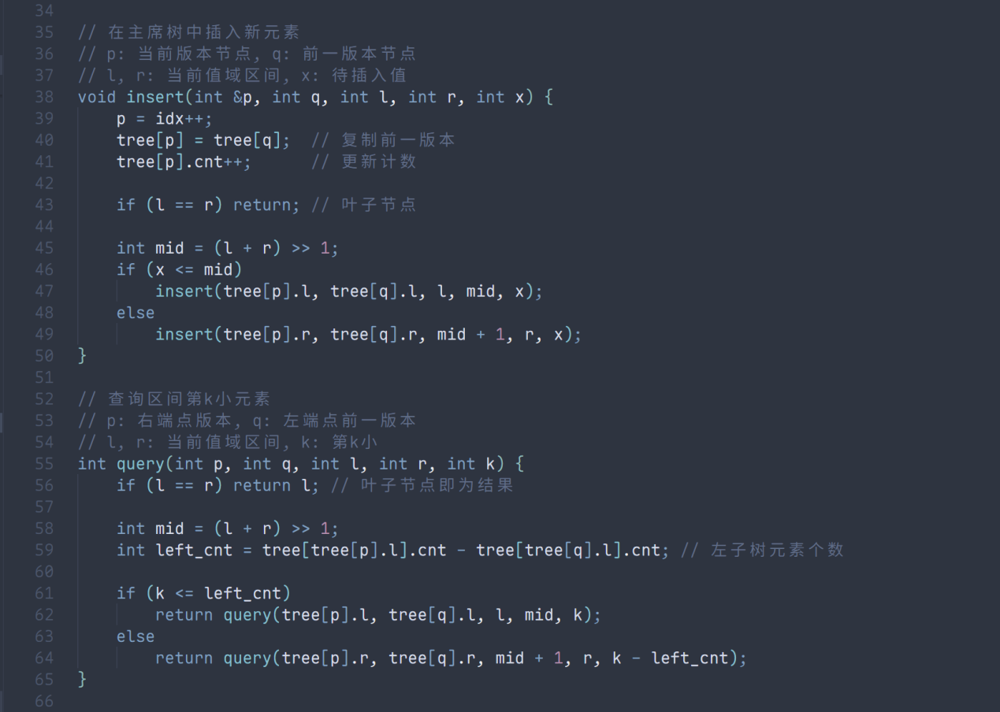 34
35 // 在主席树中插入新元素
36 // p: 当前版本节点, q: 前一版本节点
37 // l, r: 当前值域区间, x: 待插入值
38 void insert(int &p, int q, int l, int r, int x) {
39     p = idx++;
40     tree[p] = tree[q];  // 复制前一版本
41     tree[p].cnt++;      // 更新计数
42
43     if (l == r) return; // 叶子节点
44
45     int mid = (l + r) >> 1;
46     if (x <= mid)
47         insert(tree[p].l, tree[q].l, l, mid, x);
48     else
49         insert(tree[p].r, tree[q].r, mid + 1, r, x);
50 }
51
52 // 查询区间第k小元素
53 // p: 右端点版本, q: 左端点前一版本
54 // l, r: 当前值域区间, k: 第k小
55 int query(int p, int q, int l, int r, int k) {
56     if (l == r) return l; // 叶子节点即为结果
57
58     int mid = (l + r) >> 1;
59     int left_cnt = tree[tree[p].l].cnt - tree[tree[q].l].cnt; // 左子树元素个数
60
61     if (k <= left_cnt)
62         return query(tree[p].l, tree[q].l, l, mid, k);
63     else
64         return query(tree[p].r, tree[q].r, mid + 1, r, k - left_cnt);
65 }
66